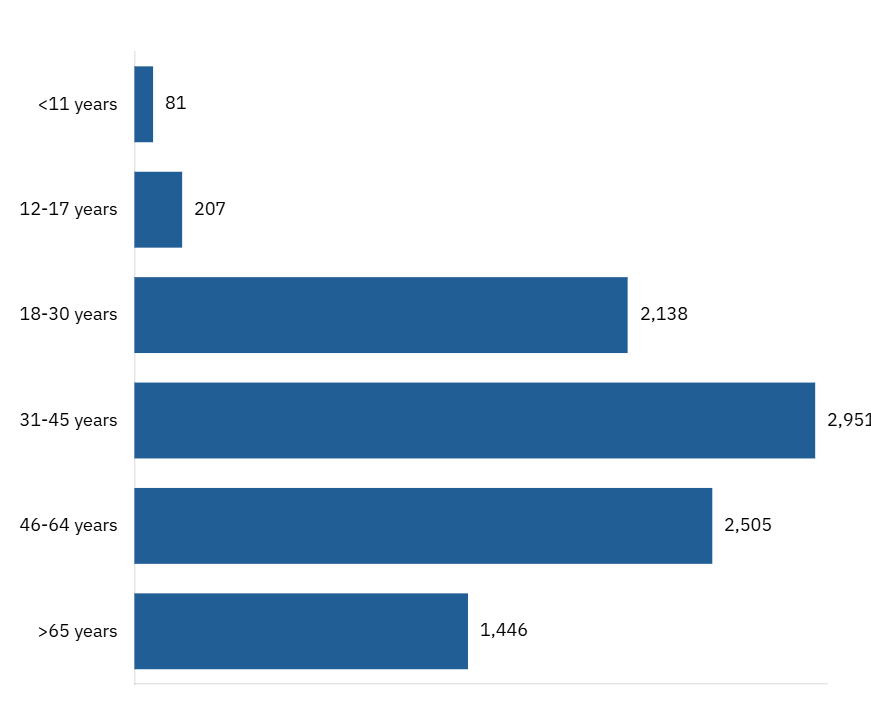 <11 years 81
12-17 years 207
18-30 years 2,138
31-45 years 2,951
46-64 years 2,505
>65 years 1,446